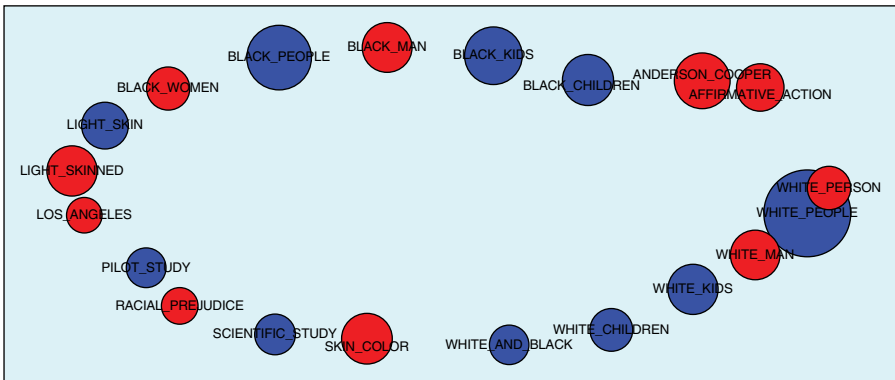 BLACK_PEOPLE
BLACK_MAN
BLACK_KIDS
BLACK_CHILDREN
ANDERSON_COOPER
AFFIRMATIVE_ACTION
BLACK_WOMEN
LIGHT_SKIN
LIGHT_SKINNED
LOS_ANGELES
WHITE_PERSON
WHITE_PEOPLE
WHITE_MAN
PILOT_STUDY
WHITE_KIDS
RACIAL_PREJUDICE
SCIENTIFIC_STUDY
SKIN_COLOR
WHITE_AND_BLACK
WHITE_CHILDREN